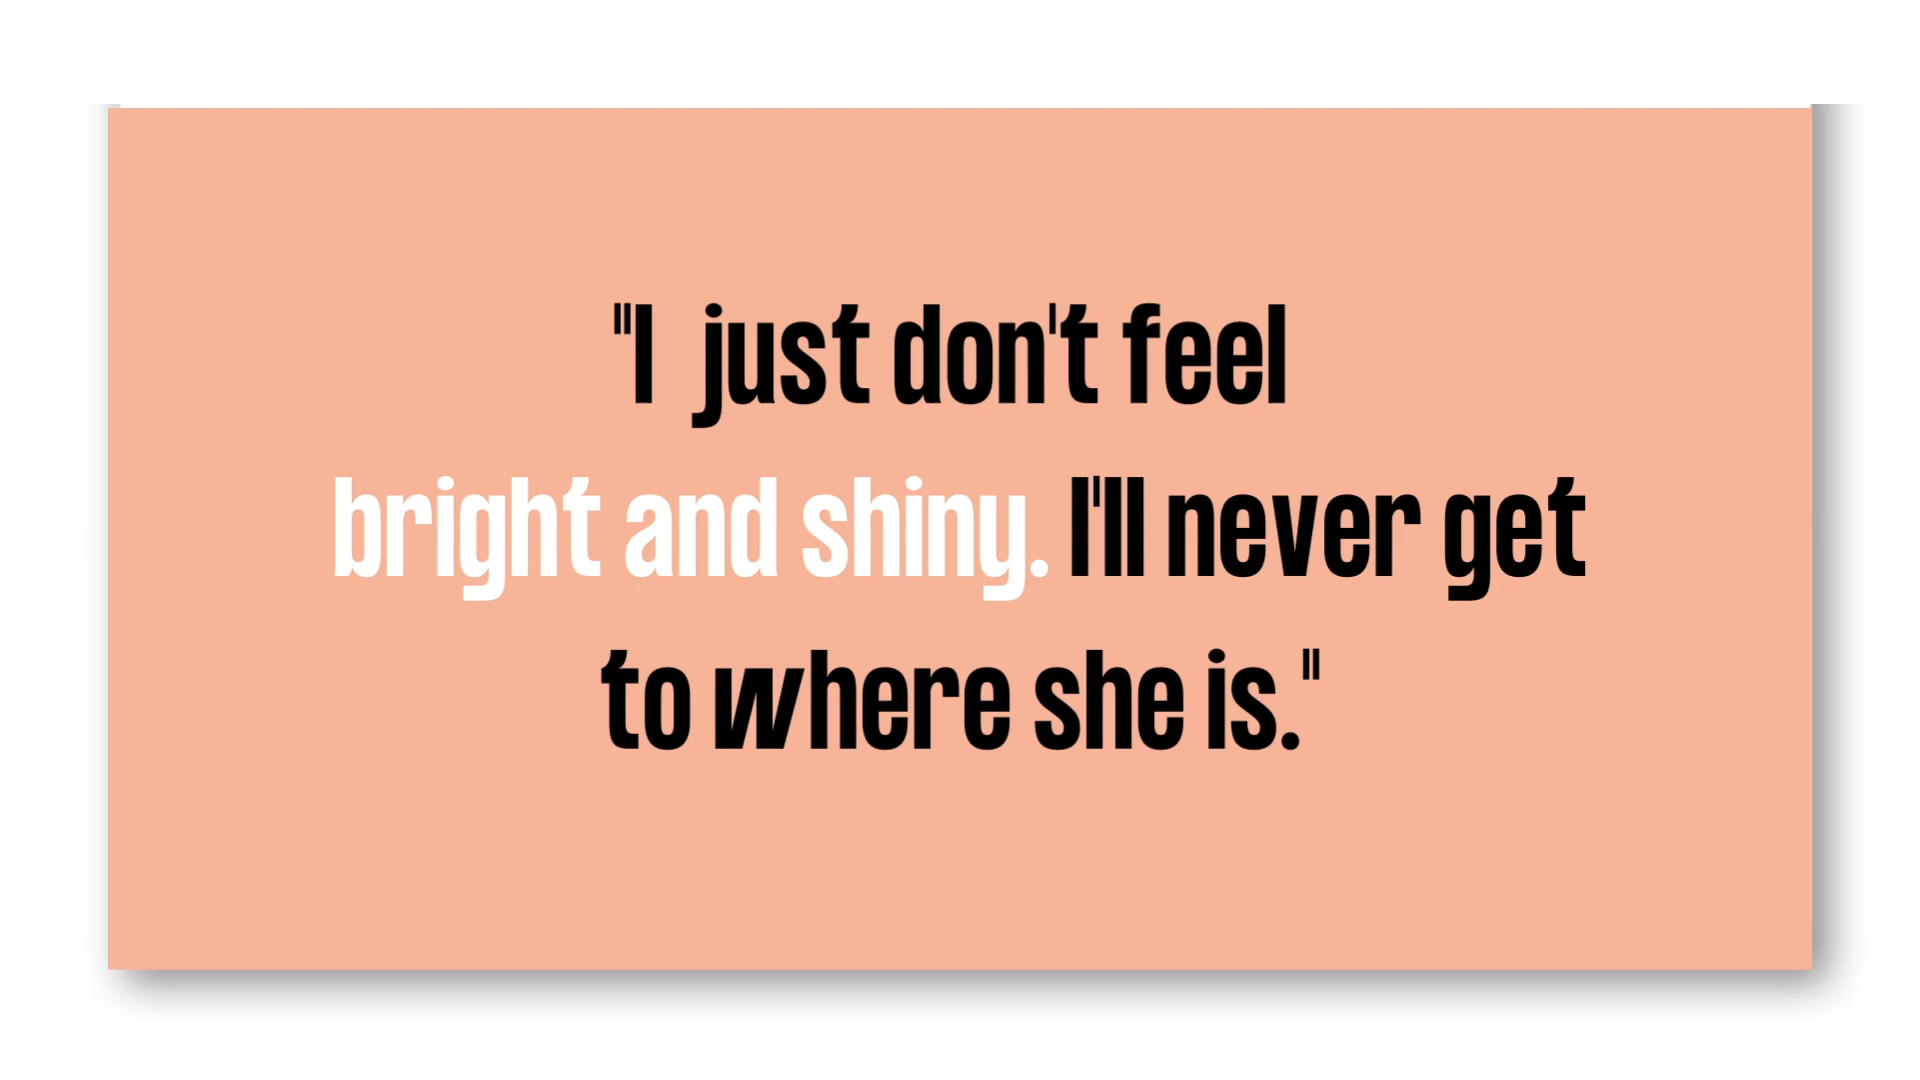 "I just don't feel
bright and shiny. I'll never get
to where she is."